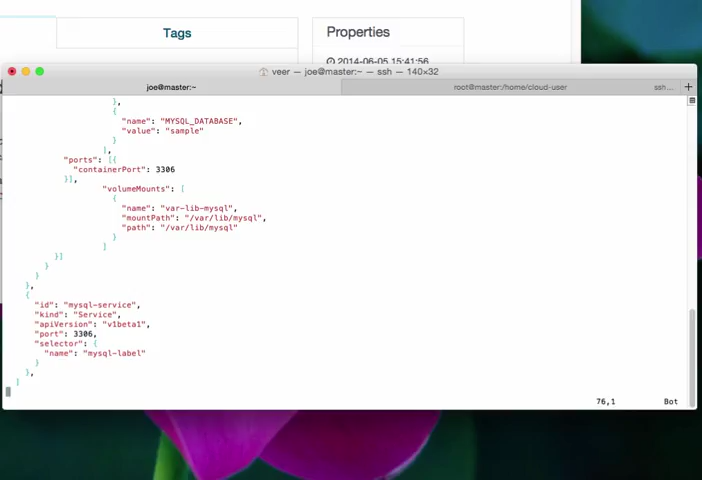 Tags
Properties
2014-06-05 15:41:56
veer — joe@master:~ — ssh — 140×32
joe@master:~
root@master:/home/cloud-user
ssh...
},
{
"name": "MYSQL_DATABASE",
"value": "sample"
}
],
"ports": [{
"containerPort": 3306
}],
"volumeMounts": [
{
"name": "var-lib-mysql",
"mountPath": "/var/lib/mysql",
"path": "/var/lib/mysql"
}
]
}]
}
}
},
{
"id": "mysql-service",
"kind": "Service",
"apiVersion": "v1beta1",
"port": 3306,
"selector": {
"name": "mysql-label"
}
},
]
76,1 Bot